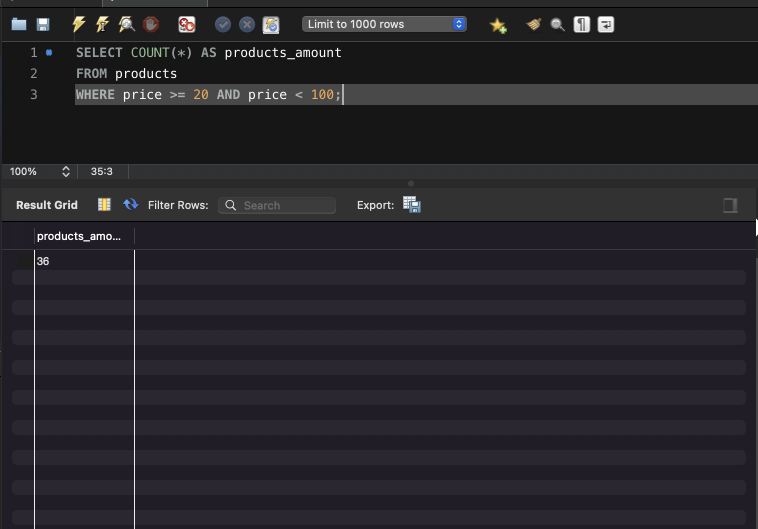 Limit to 1000 rows
1 SELECT COUNT(*) AS products_amount
2 FROM products
3 WHERE price >= 20 AND price < 100;
100% 35:3
Result Grid Filter Rows: Search Export:
products_amo...
36